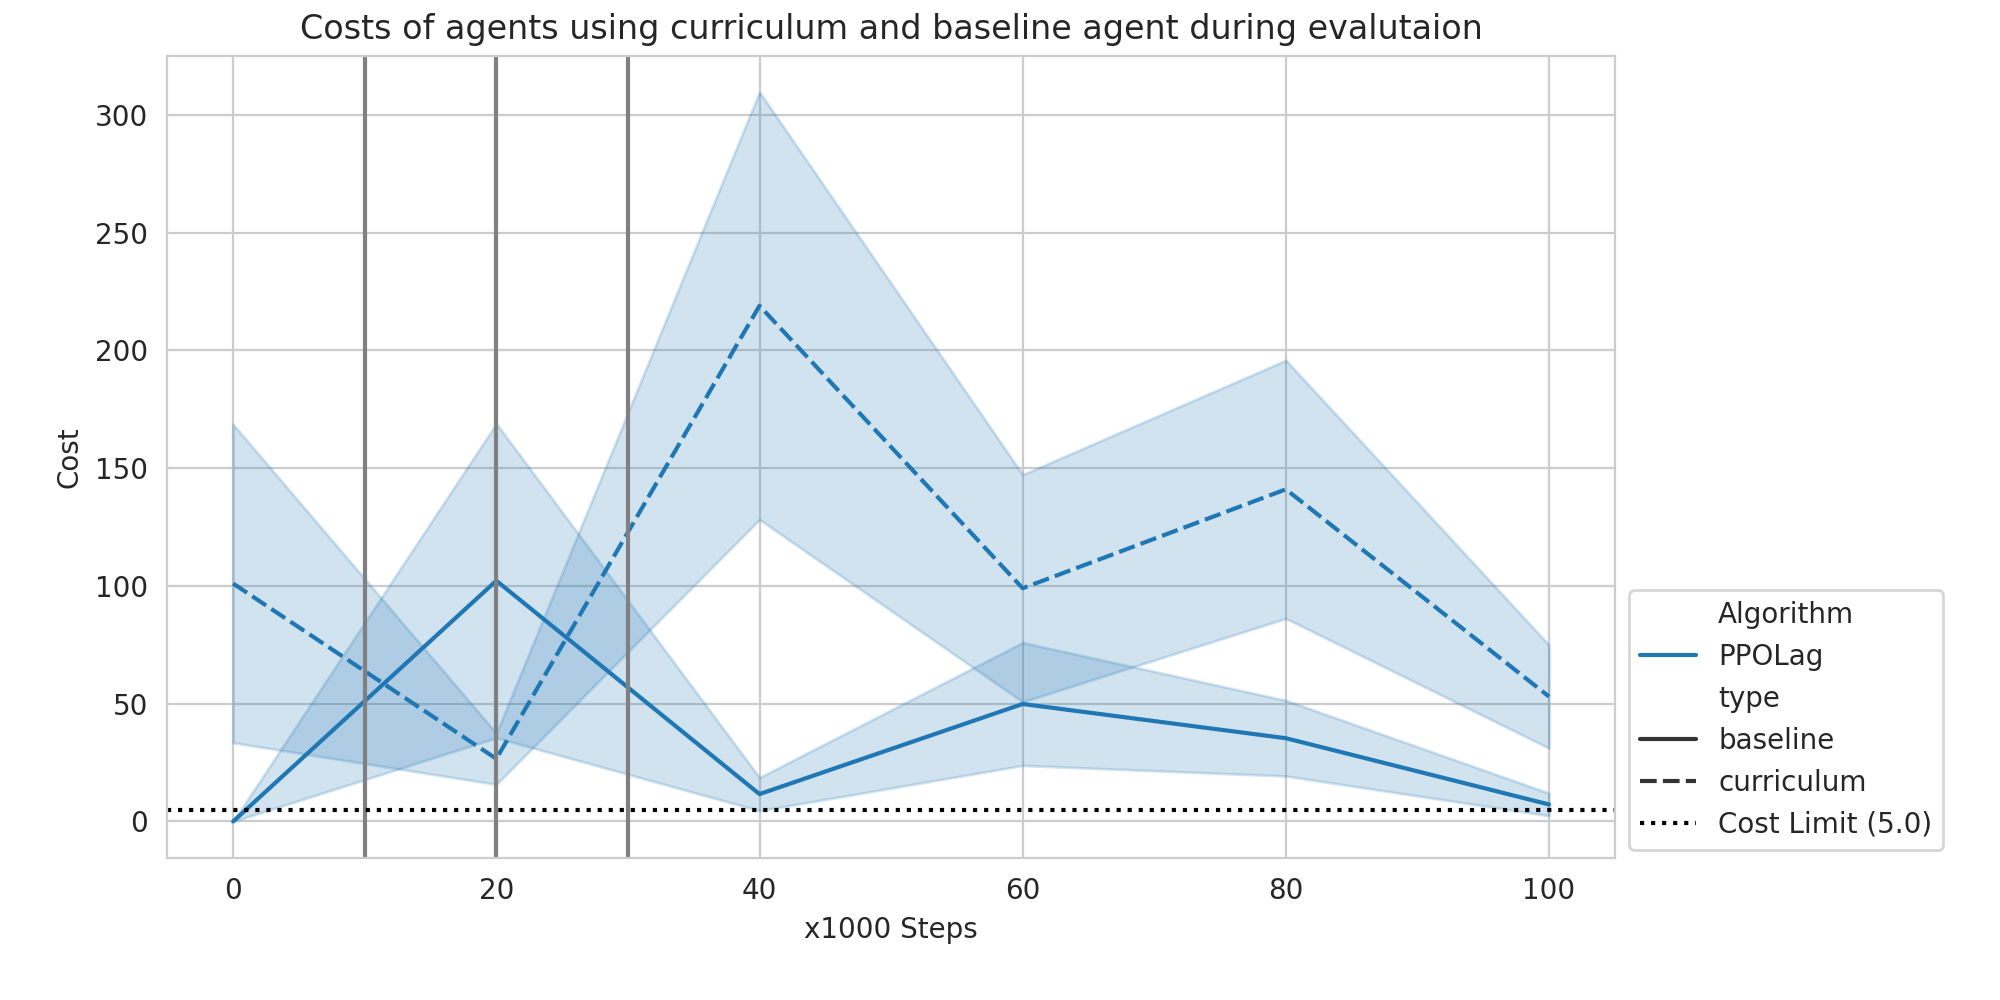 Costs of agents using curriculum and baseline agent during evalutaion
300
250
200
150
100
50
0
Cost
0 20 40 60 80 100
x1000 Steps
Algorithm
PPOLag
type
baseline
curriculum
Cost Limit (5.0)